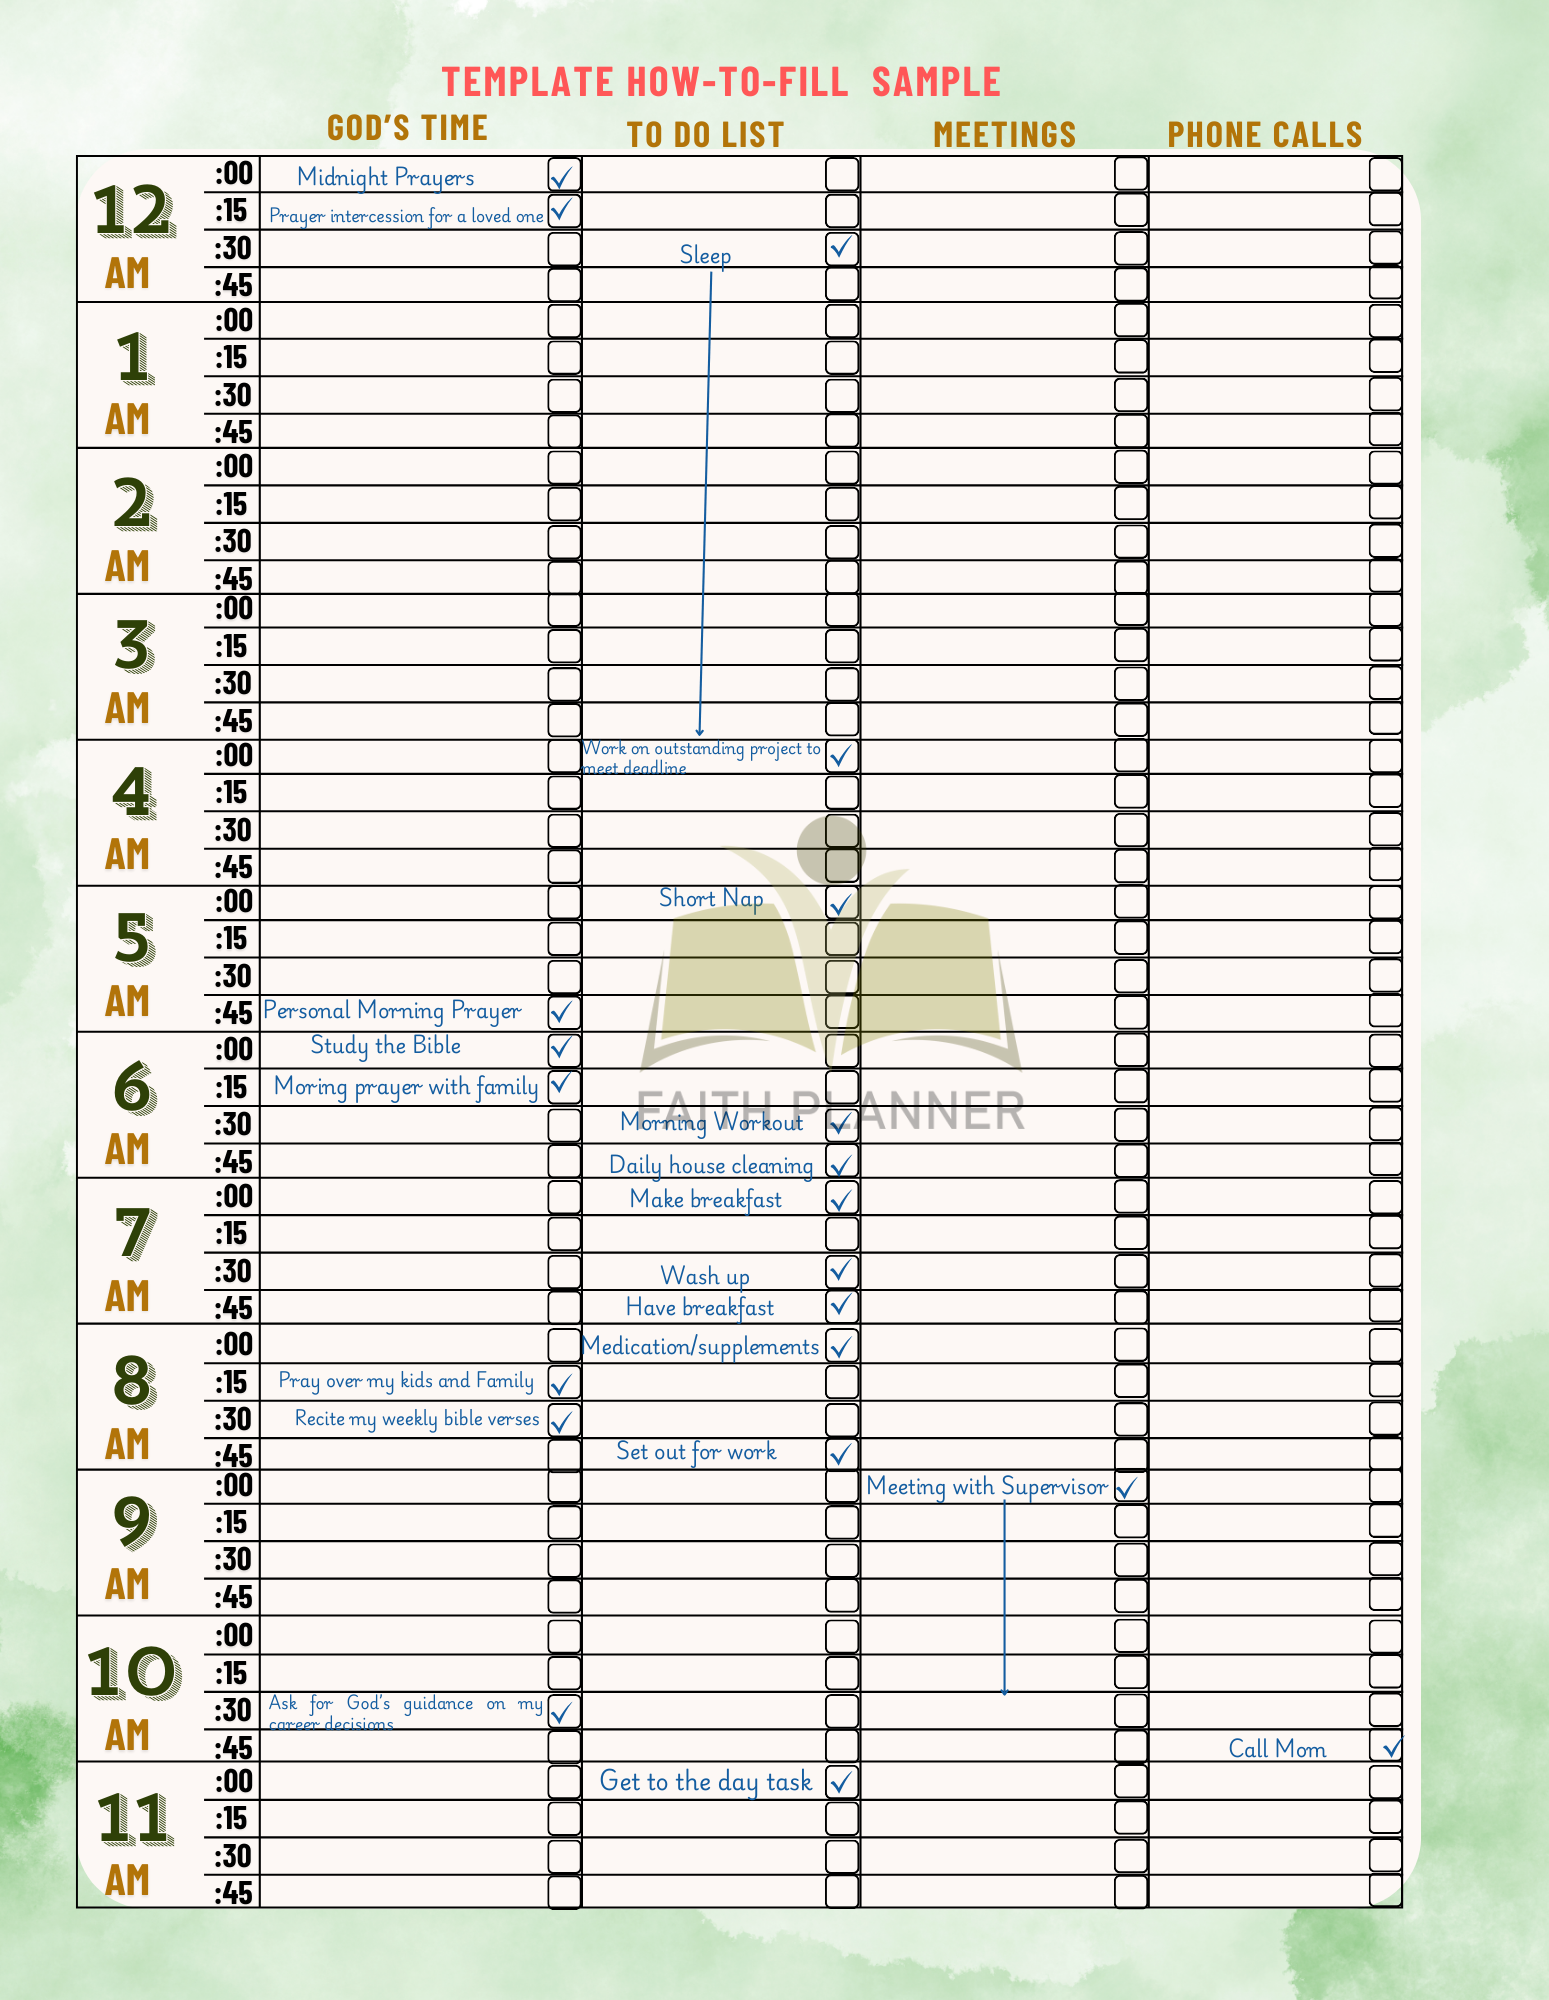 TEMPLATE HOW-TO-FILL SAMPLE
GOD'S TIME TO DO LIST MEETINGS PHONE CALLS
12 AM
:00 Midnight Prayers
:15 Prayer intercession for a loved one
:30 Sleep
:45
1 AM
:00
:15
:30
:45
2 AM
:00
:15
:30
:45
3 AM
:00
:15
:30
:45
4 AM
:00 Work on outstanding project to
meet deadline
:15
:30
:45
5 AM
:00 Short Nap
:15
:30
:45 Personal Morning Prayer
6 AM
:00 Study the Bible
:15 Moring prayer with family
FAITH PLANNER
:30 Morning Workout
:45 Daily house cleaning
7 AM
:00 Make breakfast
:15
:30 Wash up
:45 Have breakfast
8 AM
:00 Medication/supplements
:15 Pray over my kids and Family
:30 Recite my weekly bible verses
:45 Set out for work
9 AM
:00 Meeting with Supervisor
:15
:30
:45
10 AM
:00
:15
:30 Ask for God's guidance on my
career decisions
:45 Call Mom
11 AM
:00 Get to the day task
:15
:30
:45